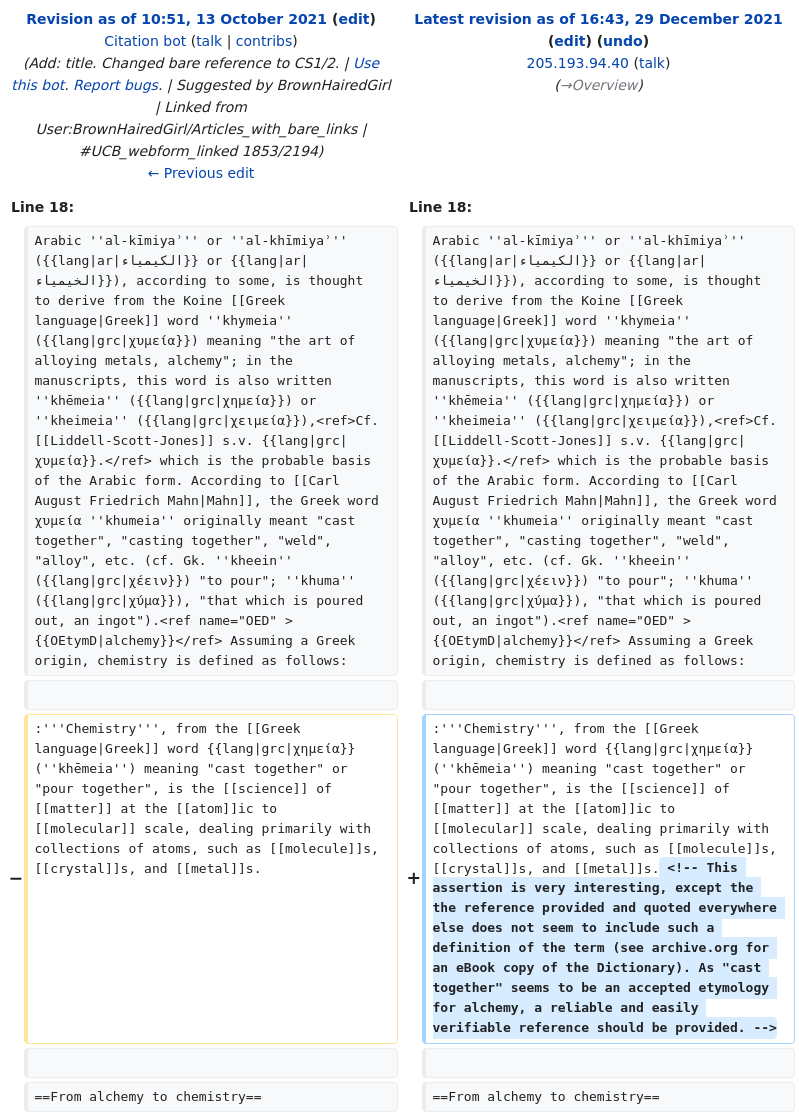 Revision as of 10:51, 13 October 2021 (edit)
Citation bot (talk | contribs)
(Add: title. Changed bare reference to CS1/2. | Use
this bot. Report bugs. | Suggested by BrownHairedGirl
| Linked from
User:BrownHairedGirl/Articles_with_bare_links |
#UCB_webform_linked 1853/2194)
← Previous edit
Latest revision as of 16:43, 29 December 2021
(edit) (undo)
205.193.94.40 (talk)
(→Overview)
Line 18:
Arabic ''al-kīmiyaʾ'' or ''al-khīmiyaʾ''
({{lang|ar|الكيمياء}} or {{lang|ar|
الخيمياء}}), according to some, is thought
to derive from the Koine [[Greek
language|Greek]] word ''khymeia''
({{lang|grc|χυμεία}}) meaning "the art of
alloying metals, alchemy"; in the
manuscripts, this word is also written
''khēmeia'' ({{lang|grc|χημεία}}) or
''kheimeia'' ({{lang|grc|χειμεία}}),<ref>Cf.
[[Liddell-Scott-Jones]] s.v. {{lang|grc|
χυμεία}}.</ref> which is the probable basis
of the Arabic form. According to [[Carl
August Friedrich Mahn|Mahn]], the Greek word
χυμεία ''khumeia'' originally meant "cast
together", "casting together", "weld",
"alloy", etc. (cf. Gk. ''kheein''
({{lang|grc|χέειν}}) "to pour"; ''khuma''
({{lang|grc|χύμα}}), "that which is poured
out, an ingot").<ref name="OED" >
{{OEtymD|alchemy}}</ref> Assuming a Greek
origin, chemistry is defined as follows:
− :'''Chemistry''', from the [[Greek
language|Greek]] word {{lang|grc|χημεία}}
(''khēmeia'') meaning "cast together" or
"pour together", is the [[science]] of
[[matter]] at the [[atom]]ic to
[[molecular]] scale, dealing primarily with
collections of atoms, such as [[molecule]]s,
[[crystal]]s, and [[metal]]s.
==From alchemy to chemistry==
Line 18:
Arabic ''al-kīmiyaʾ'' or ''al-khīmiyaʾ''
({{lang|ar|الكيمياء}} or {{lang|ar|
الخيمياء}}), according to some, is thought
to derive from the Koine [[Greek
language|Greek]] word ''khymeia''
({{lang|grc|χυμεία}}) meaning "the art of
alloying metals, alchemy"; in the
manuscripts, this word is also written
''khēmeia'' ({{lang|grc|χημεία}}) or
''kheimeia'' ({{lang|grc|χειμεία}}),<ref>Cf.
[[Liddell-Scott-Jones]] s.v. {{lang|grc|
χυμεία}}.</ref> which is the probable basis
of the Arabic form. According to [[Carl
August Friedrich Mahn|Mahn]], the Greek word
χυμεία ''khumeia'' originally meant "cast
together", "casting together", "weld",
"alloy", etc. (cf. Gk. ''kheein''
({{lang|grc|χέειν}}) "to pour"; ''khuma''
({{lang|grc|χύμα}}), "that which is poured
out, an ingot").<ref name="OED" >
{{OEtymD|alchemy}}</ref> Assuming a Greek
origin, chemistry is defined as follows:
+ :'''Chemistry''', from the [[Greek
language|Greek]] word {{lang|grc|χημεία}}
(''khēmeia'') meaning "cast together" or
"pour together", is the [[science]] of
[[matter]] at the [[atom]]ic to
[[molecular]] scale, dealing primarily with
collections of atoms, such as [[molecule]]s,
[[crystal]]s, and [[metal]]s. <!-- This
assertion is very interesting, except the
the reference provided and quoted everywhere
else does not seem to include such a
definition of the term (see archive.org for
an eBook copy of the Dictionary). As "cast
together" seems to be an accepted etymology
for alchemy, a reliable and easily
verifiable reference should be provided. -->
==From alchemy to chemistry==